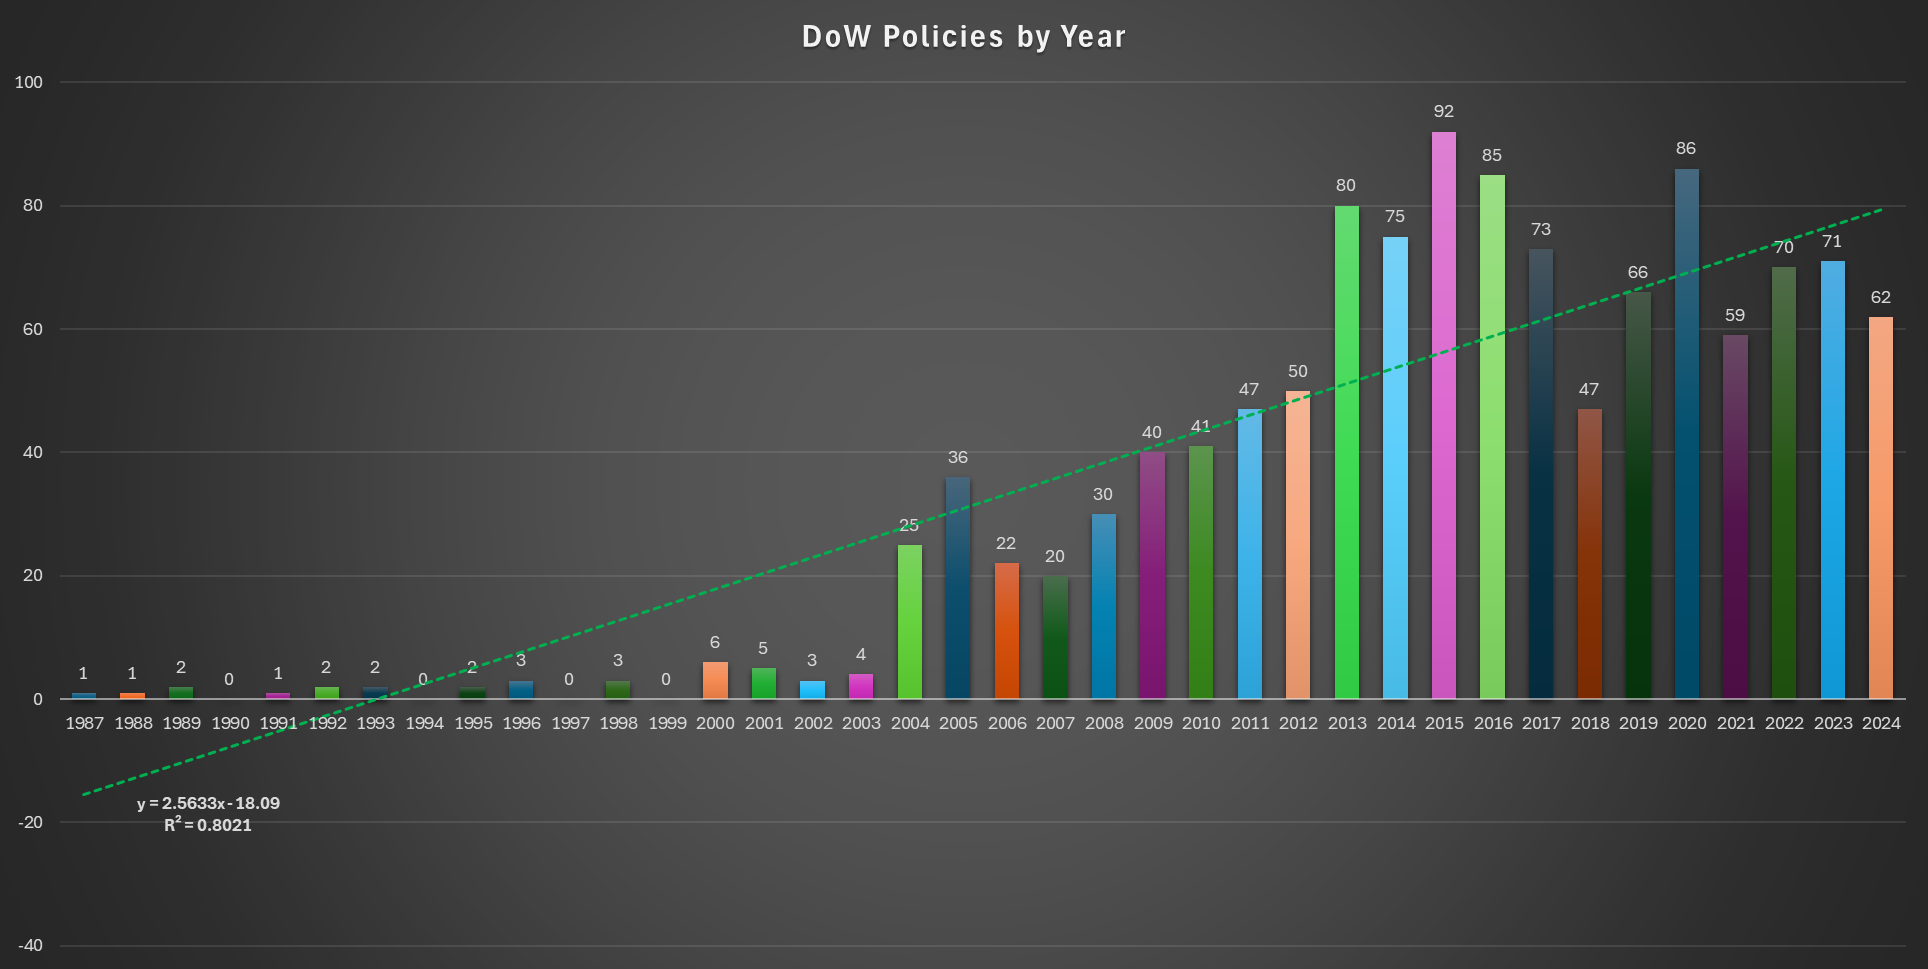 DoW Policies by Year
100
80
60
40
20
0
-20
-40
1 1 2 0 1 2 2 0 2 3 0 3 0 6 5 3 4 25 36 22 20 30 40 41 47 50 80 75 92 85 73 47 66 86 59 70 71 62
1987 1988 1989 1990 1991 1992 1993 1994 1995 1996 1997 1998 1999 2000 2001 2002 2003 2004 2005 2006 2007 2008 2009 2010 2011 2012 2013 2014 2015 2016 2017 2018 2019 2020 2021 2022 2023 2024
y = 2.5633x - 18.09
R² = 0.8021